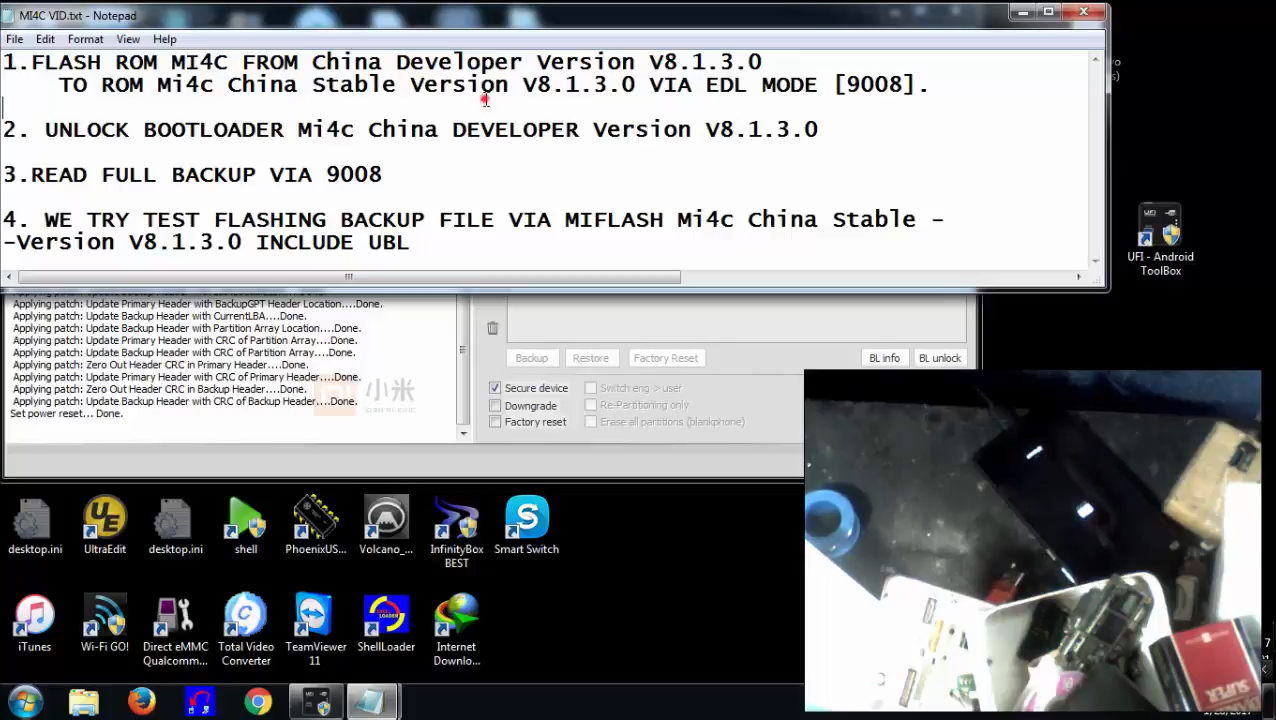 MI4C VID.txt - Notepad
File Edit Format View Help
1.FLASH ROM MI4C FROM China Developer Version V8.1.3.0
TO ROM Mi4c China Stable Version V8.1.3.0 VIA EDL MODE [9008].
2. UNLOCK BOOTLOADER Mi4c China DEVELOPER Version V8.1.3.0
3.READ FULL BACKUP VIA 9008
4. WE TRY TEST FLASHING BACKUP FILE VIA MIFLASH Mi4c China Stable -
-Version V8.1.3.0 INCLUDE UBL
UFI - Android
ToolBox
Applying patch: Update Primary Header with BackupGPT Header Location....Done.
Applying patch: Update Backup Header with CurrentLBA....Done.
Applying patch: Update Backup Header with Partition Array Location....Done.
Applying patch: Update Primary Header with CRC of Partition Array....Done.
Applying patch: Update Backup Header with CRC of Partition Array....Done.
Applying patch: Zero Out Header CRC in Primary Header....Done.
Applying patch: Update Primary Header with CRC of Primary Header....Done.
Applying patch: Zero Out Header CRC in Backup Header....Done.
Applying patch: Update Backup Header with CRC of Backup Header....Done.
Set power reset... Done.
小米
Backup Restore Factory Reset BL info BL unlock
Secure device Switch eng > user
Downgrade Re-Partitioning only
Factory reset Erase all partitions (blankphone)
desktop.ini UltraEdit desktop.ini shell PhoenixUS... Volcano_... InfinityBox BEST Smart Switch
iTunes Wi-Fi GO! Direct eMMC Qualcomm... Total Video Converter TeamViewer 11 ShellLoader Internet Downlo...
SUPER